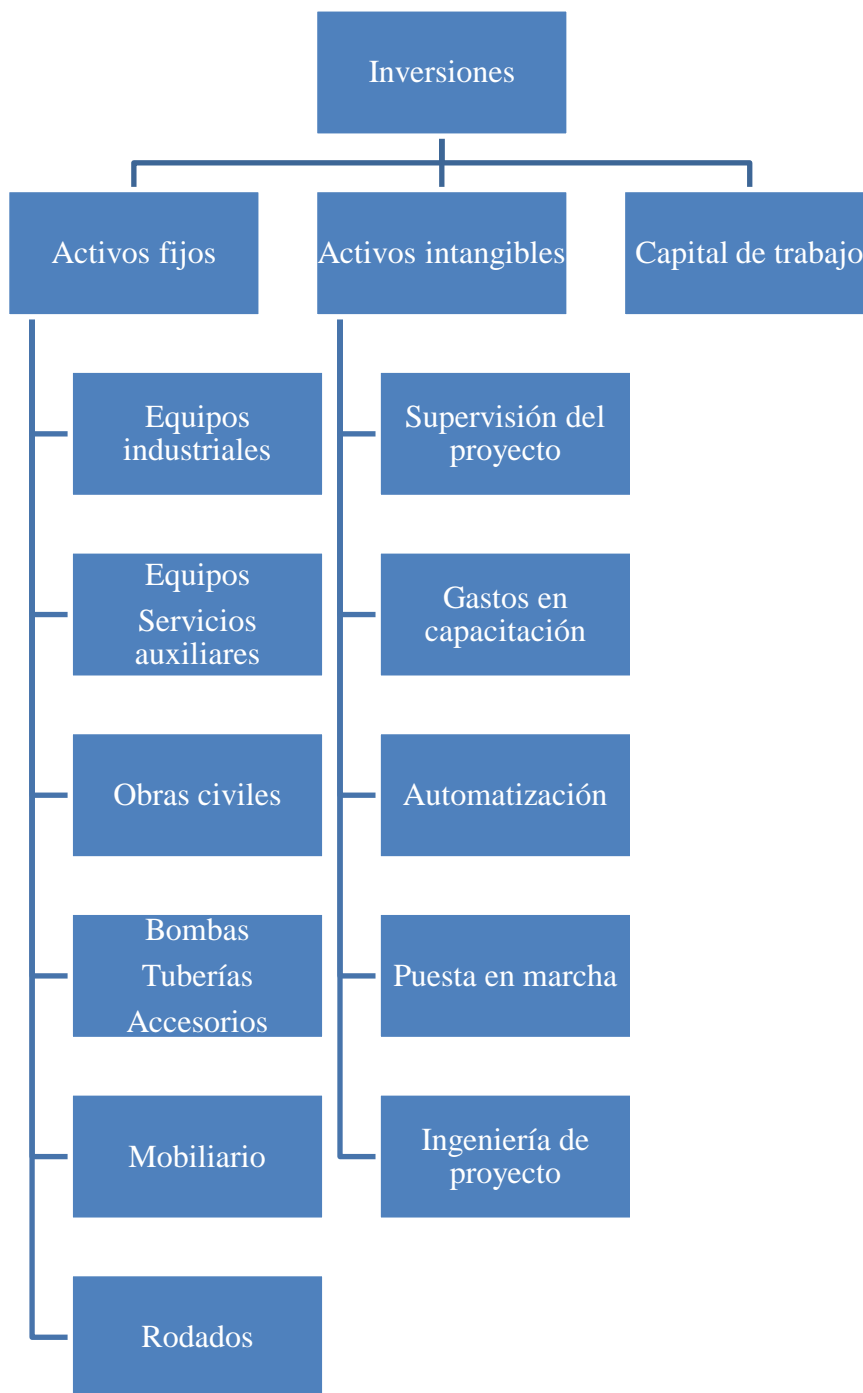 Inversiones
Activos fijos
Activos intangibles
Capital de trabajo
Equipos
industriales
Equipos
Servicios
auxiliares
Obras civiles
Bombas
Tuberías
Accesorios
Mobiliario
Rodados
Supervisión del
proyecto
Gastos en
capacitación
Automatización
Puesta en marcha
Ingeniería de
proyecto